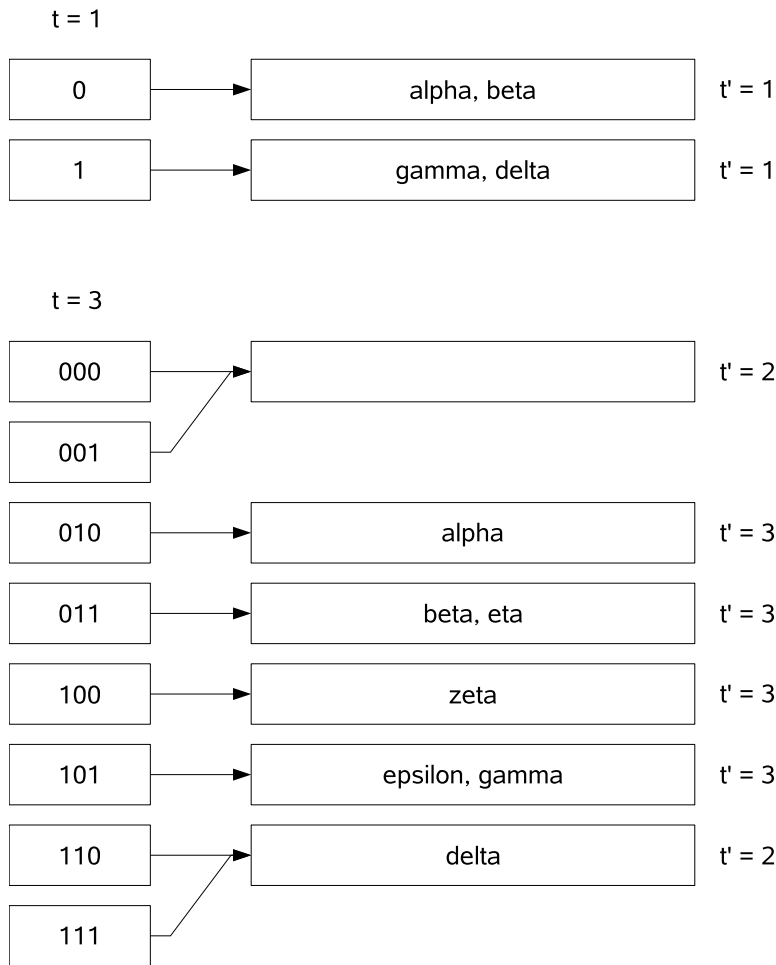 t = 1
0 alpha, beta t' = 1
1 gamma, delta t' = 1
t = 3
000 t' = 2
001
010 alpha t' = 3
011 beta, eta t' = 3
100 zeta t' = 3
101 epsilon, gamma t' = 3
110 delta t' = 2
111